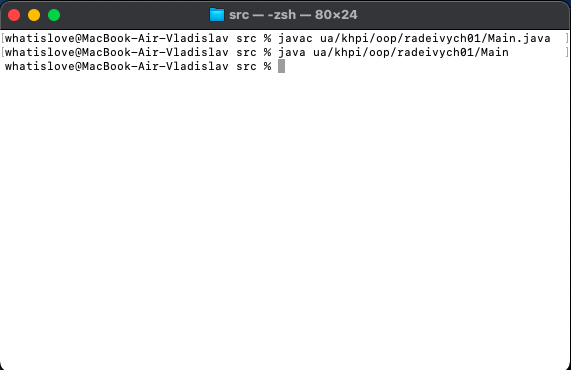 src — -zsh — 80×24
[whatislove@MacBook-Air-Vladislav src % javac ua/khpi/oop/radeivych01/Main.java ]
[whatislove@MacBook-Air-Vladislav src % java ua/khpi/oop/radeivych01/Main ]
whatislove@MacBook-Air-Vladislav src %